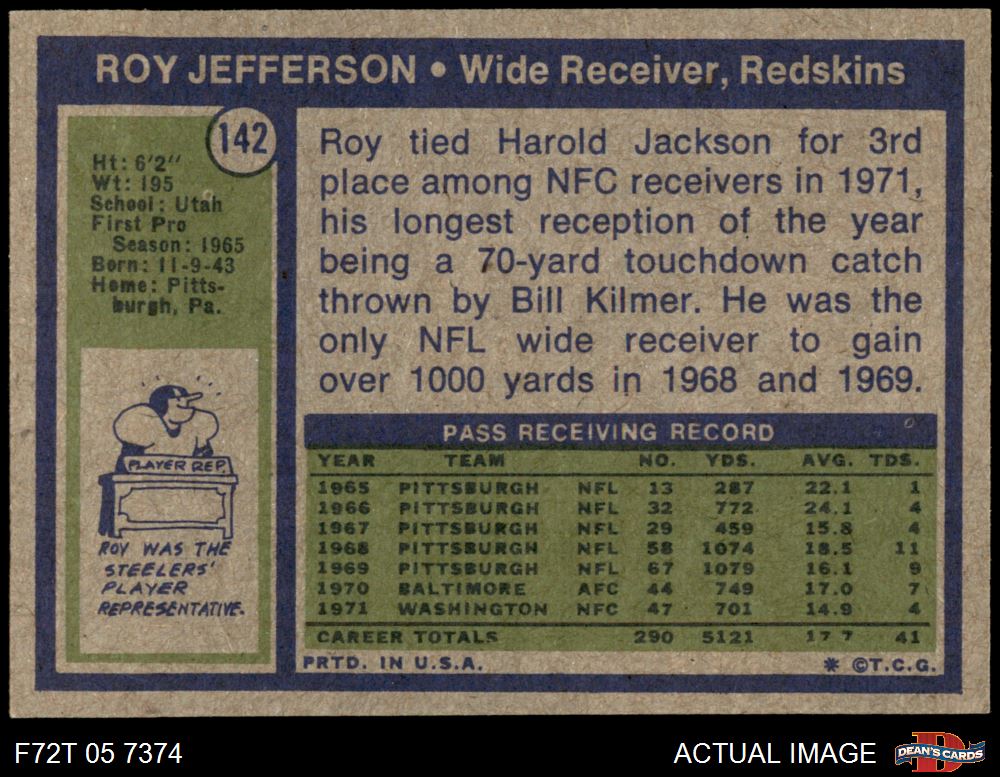 ROY JEFFERSON • Wide Receiver, Redskins
142
Ht: 6'2"
Wt: 195
School: Utah
First Pro
Season: 1965
Born: 11-9-43
Home: Pitts-
burgh, Pa.
PLAYER REP.
ROY WAS THE
STEELERS'
PLAYER
REPRESENTATIVE.
Roy tied Harold Jackson for 3rd
place among NFC receivers in 1971,
his longest reception of the year
being a 70-yard touchdown catch
thrown by Bill Kilmer. He was the
only NFL wide receiver to gain
over 1000 yards in 1968 and 1969.
PASS RECEIVING RECORD
YEAR TEAM NO. YDS. AVG. TDS.
1965 PITTSBURGH NFL 13 287 22.1 1
1966 PITTSBURGH NFL 32 772 24.1 4
1967 PITTSBURGH NFL 29 459 15.8 4
1968 PITTSBURGH NFL 58 1074 18.5 11
1969 PITTSBURGH NFL 67 1079 16.1 9
1970 BALTIMORE AFC 44 749 17.0 7
1971 WASHINGTON NFC 47 701 14.9 4
CAREER TOTALS 290 5121 17 7 41
PRTD. IN U.S.A. * ©T.C.G.
F72T 05 7374 ACTUAL IMAGE
DEAN'S CARDS